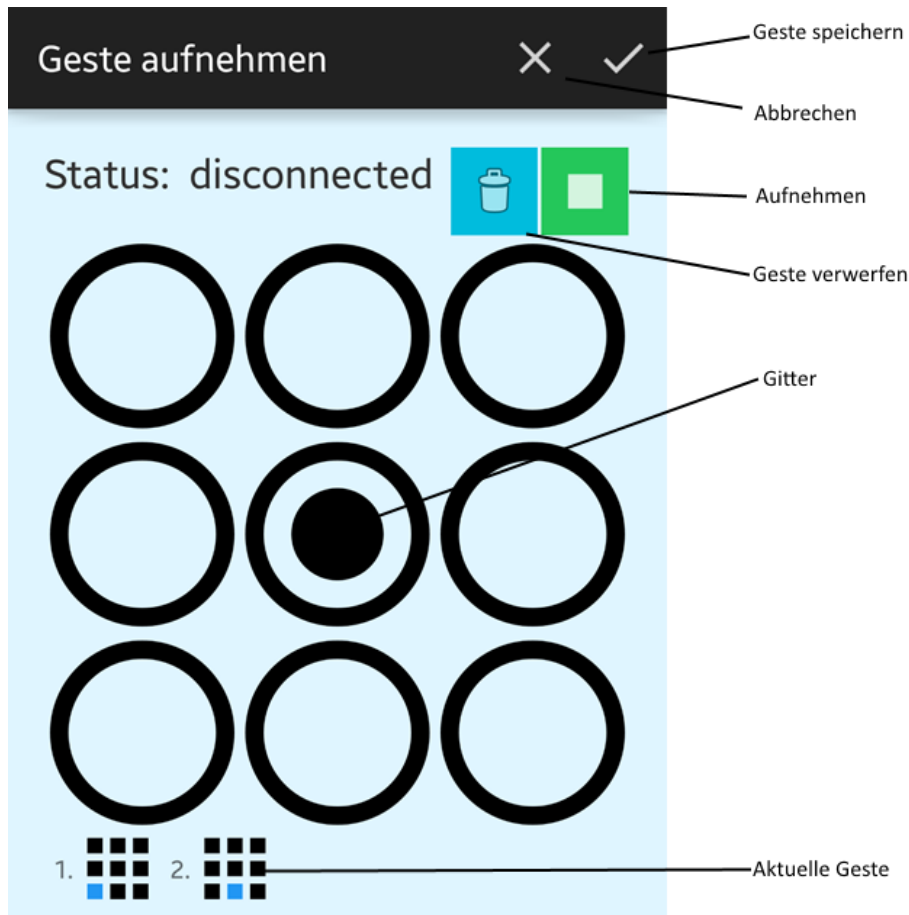 Geste aufnehmen
Geste speichern
Abbrechen
Status: disconnected
Aufnehmen
Geste verwerfen
Gitter
1. 2.
Aktuelle Geste